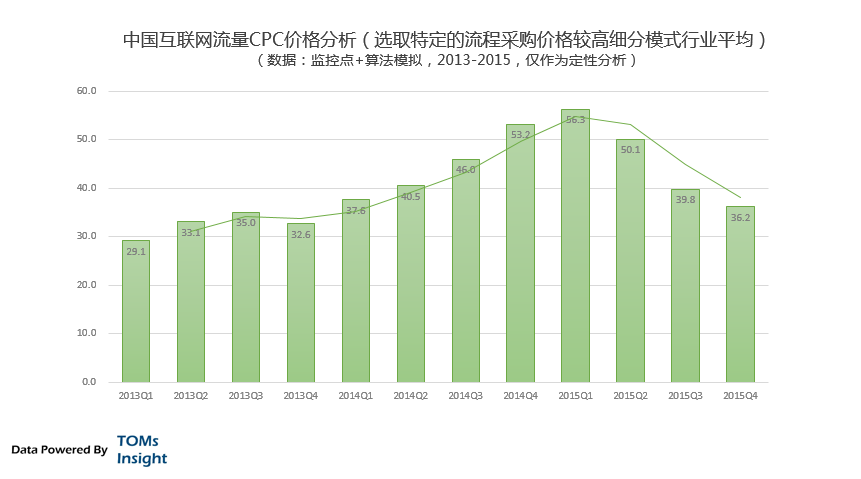 中国互联网流量CPC价格分析（选取特定的流程采购价格较高细分模式行业平均）
（数据：监控点+算法模拟，2013-2015，仅作为定性分析）
60.0
50.0
40.0
30.0
20.0
10.0
0.0
29.1
33.1
35.0
32.6
37.6
40.5
46.0
53.2
56.3
50.1
39.8
36.2
2013Q1
2013Q2
2013Q3
2013Q4
2014Q1
2014Q2
2014Q3
2014Q4
2015Q1
2015Q2
2015Q3
2015Q4
Data Powered By
TOMs
Insight